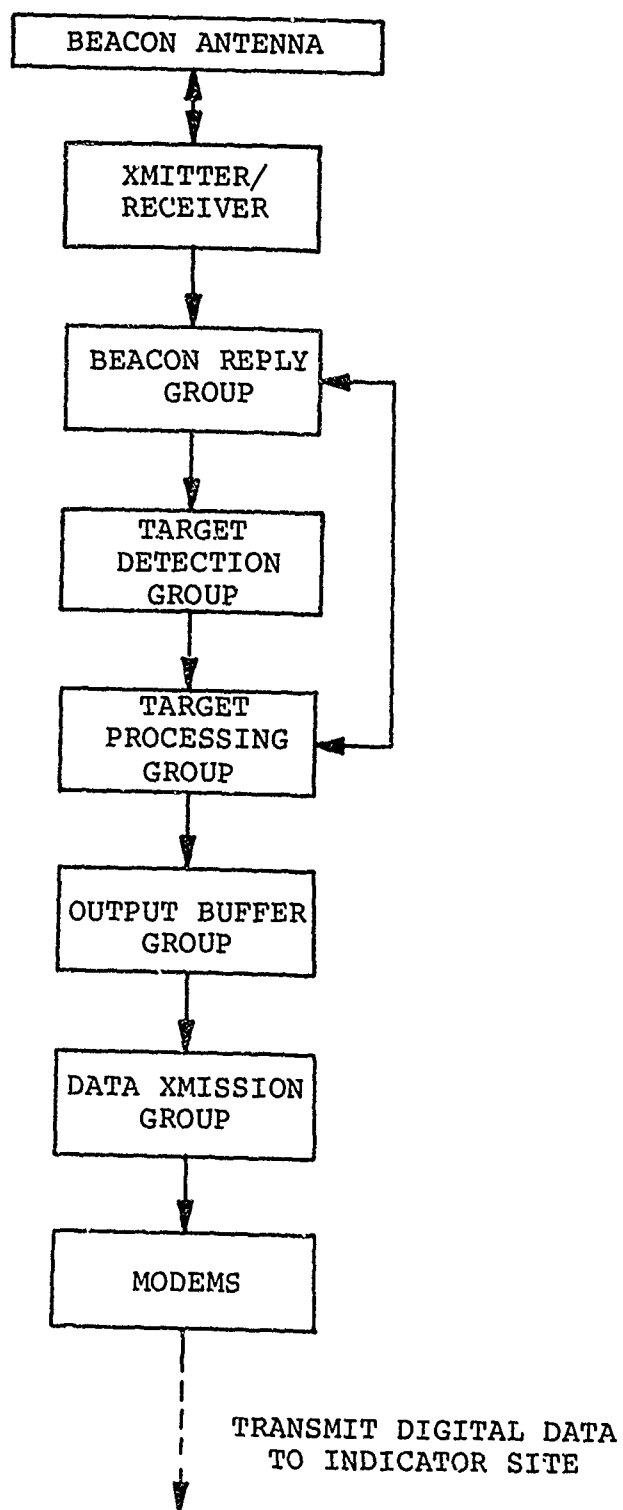 BEACON ANTENNA
XMITTER/
RECEIVER
BEACON REPLY
GROUP
TARGET
DETECTION
GROUP
TARGET
PROCESSING
GROUP
OUTPUT BUFFER
GROUP
DATA XMISSION
GROUP
MODEMS
TRANSMIT DIGITAL DATA
TO INDICATOR SITE